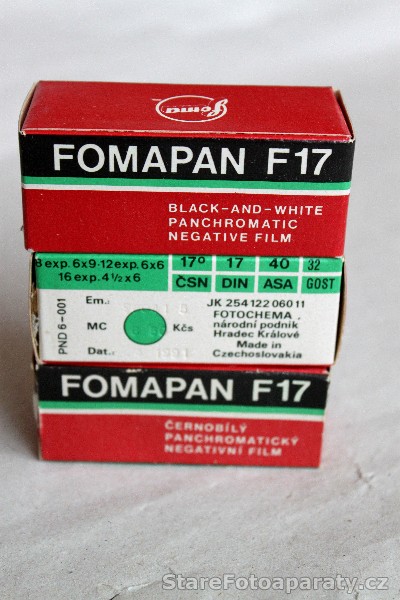 Foma
FOMAPAN F17
BLACK-AND-WHITE
PANCHROMATIC
NEGATIVE FILM
8 exp. 6x9·12 exp. 6x6
16 exp. 4½x6
17° 17 40 32
ČSN DIN ASA GOST
PND 6-001
Em.:
MC Kčs
Dat.: 1991
JK 254 122 060 11
FOTOCHEMA
národní podnik
Hradec Králové
Made in
Czechoslovakia
FOMAPAN F17
ČERNOBÍLÝ
PANCHROMATICKÝ
NEGATIVNÍ FILM
StareFotoaparaty.cz